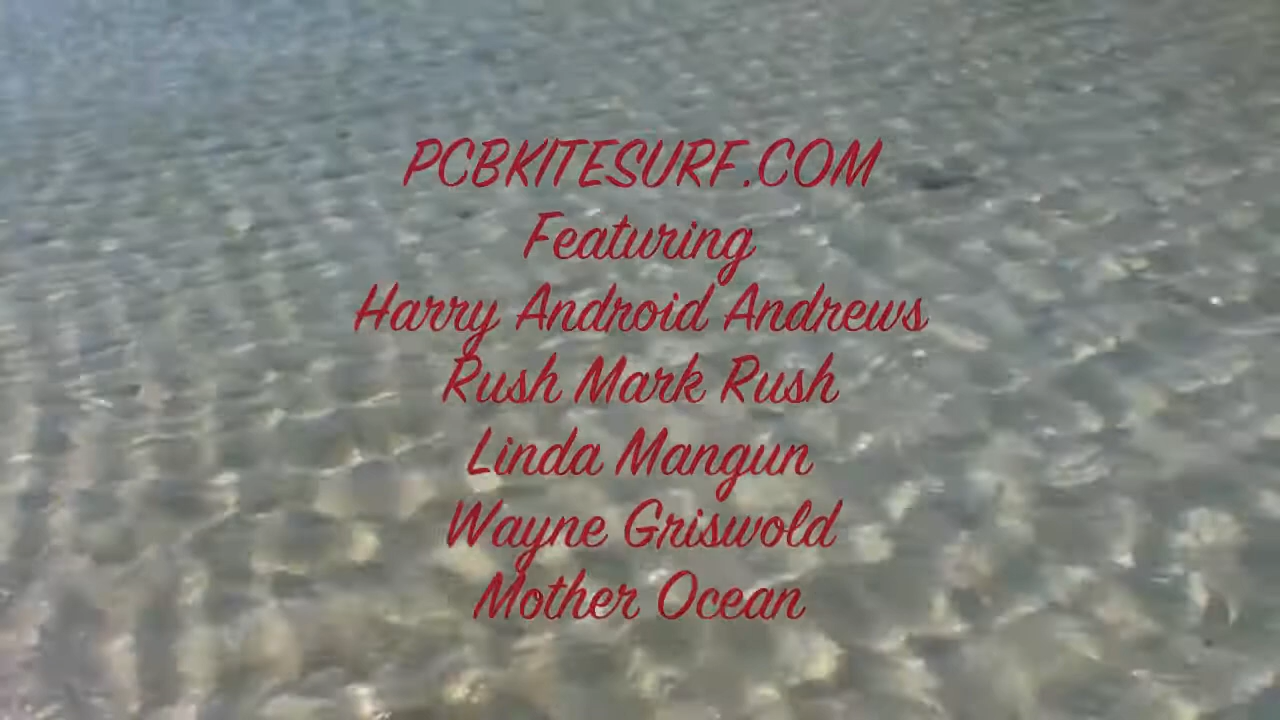 PCBKITESURF.COM
Featuring
Harry Android Andrews
Rush Mark Rush
Linda Mangun
Wayne Griswold
Mother Ocean